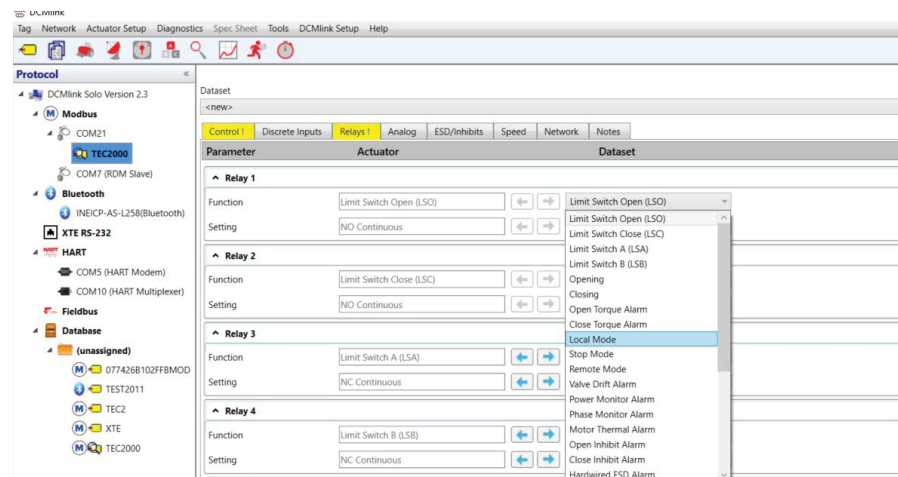 DCMlink
Tag Network Actuator Setup Diagnostics Spec Sheet Tools DCMlink Setup Help
Protocol
DCMlink Solo Version 2.3
Modbus
COM21
TEC2000
COM7 (RDM Slave)
Bluetooth
INEICP-AS-L258(Bluetooth)
XTE RS-232
HART
COM5 (HART Modem)
COM10 (HART Multiplexer)
Fieldbus
Database
(unassigned)
077426B102FFBMOD
TEST2011
TEC2
XTE
TEC2000
Dataset
<new>
Control ! Discrete Inputs Relays ! Analog ESD/Inhibits Speed Network Notes
Parameter Actuator Dataset
Relay 1
Function Limit Switch Open (LSO) Limit Switch Open (LSO)
Setting NO Continuous
Relay 2
Function Limit Switch Close (LSC)
Setting NO Continuous
Relay 3
Function Limit Switch A (LSA)
Setting NC Continuous
Relay 4
Function Limit Switch B (LSB)
Setting NC Continuous
Limit Switch Open (LSO)
Limit Switch Close (LSC)
Limit Switch A (LSA)
Limit Switch B (LSB)
Opening
Closing
Open Torque Alarm
Close Torque Alarm
Local Mode
Stop Mode
Remote Mode
Valve Drift Alarm
Power Monitor Alarm
Phase Monitor Alarm
Motor Thermal Alarm
Open Inhibit Alarm
Close Inhibit Alarm
Hardwired ESD Alarm